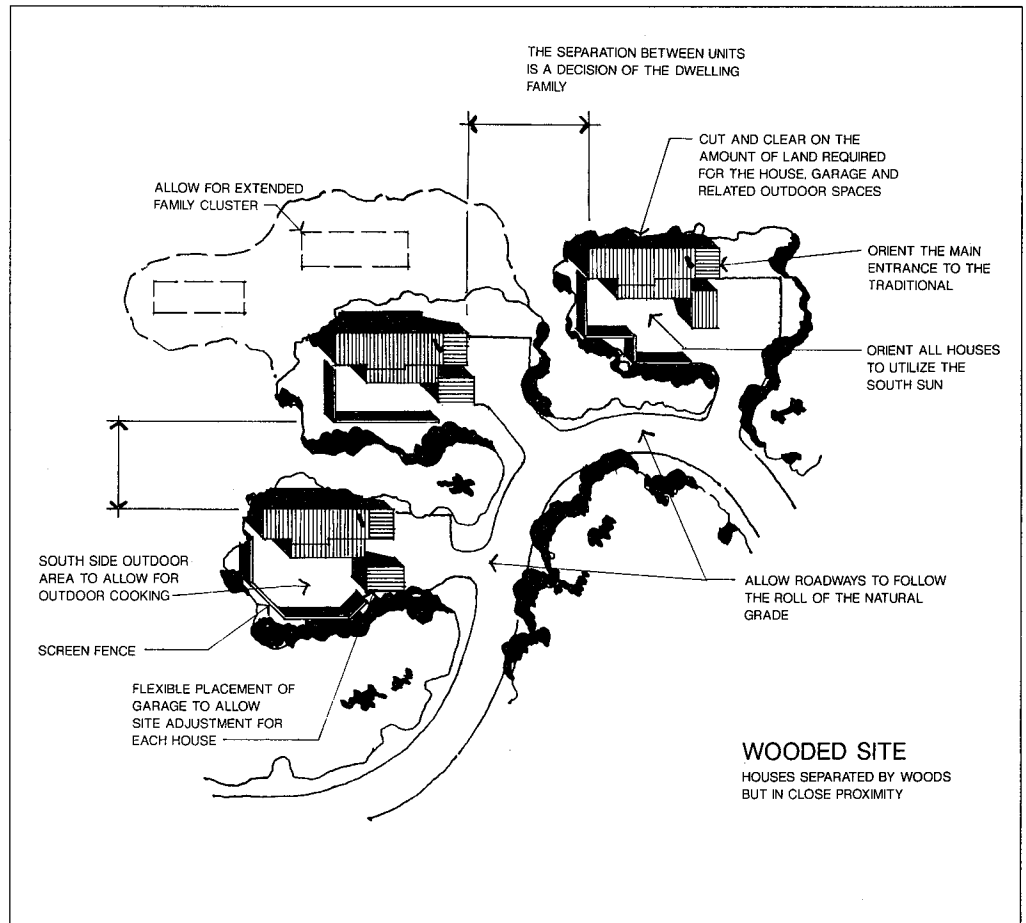 THE SEPARATION BETWEEN UNITS
IS A DECISION OF THE DWELLING
FAMILY
CUT AND CLEAR ON THE
AMOUNT OF LAND REQUIRED
FOR THE HOUSE, GARAGE AND
RELATED OUTDOOR SPACES
ALLOW FOR EXTENDED
FAMILY CLUSTER
ORIENT THE MAIN
ENTRANCE TO THE
TRADITIONAL
ORIENT ALL HOUSES
TO UTILIZE THE
SOUTH SUN
SOUTH SIDE OUTDOOR
AREA TO ALLOW FOR
OUTDOOR COOKING
ALLOW ROADWAYS TO FOLLOW
THE ROLL OF THE NATURAL
GRADE
SCREEN FENCE
FLEXIBLE PLACEMENT OF
GARAGE TO ALLOW
SITE ADJUSTMENT FOR
EACH HOUSE
WOODED SITE
HOUSES SEPARATED BY WOODS
BUT IN CLOSE PROXIMITY